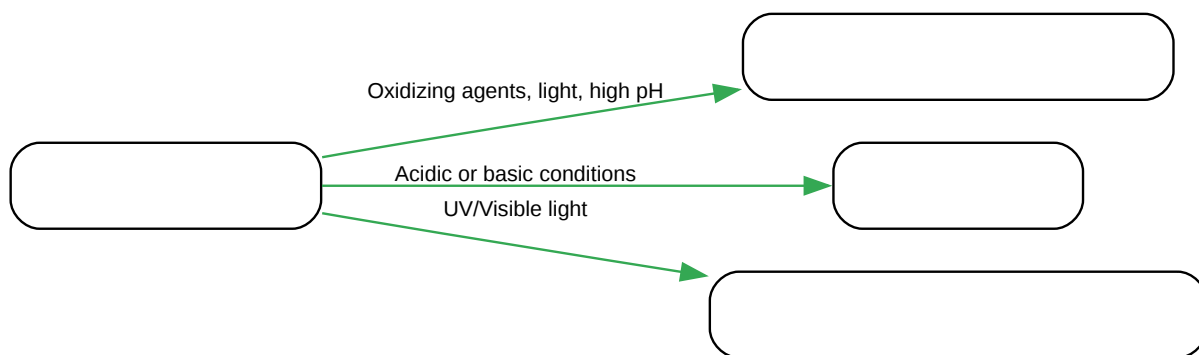 Oxidizing agents, light, high pH
Acidic or basic conditions
UV/Visible light